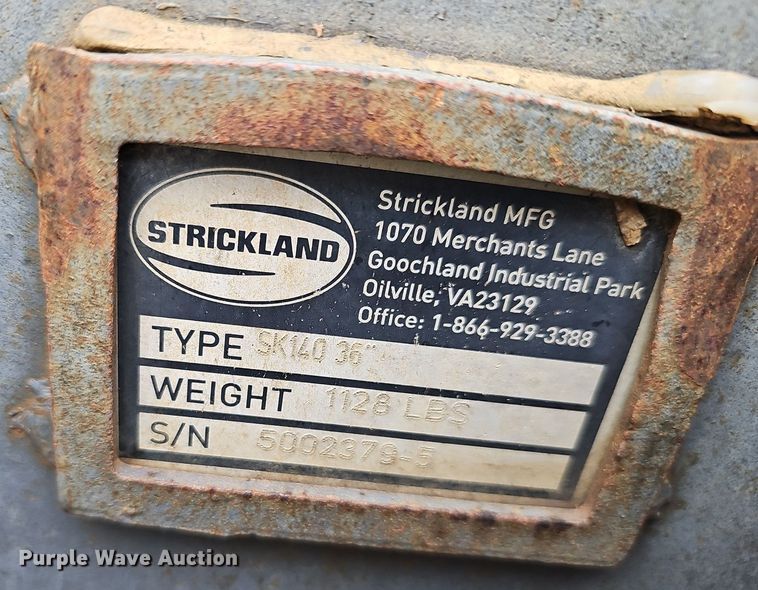 STRICKLAND
Strickland MFG
1070 Merchants Lane
Goochland Industrial Park
Oilville, VA23129
Office: 1-866-929-3388
TYPE SK140 36"
WEIGHT 1128 LBS
S/N 5002379-5
Purple Wave Auction